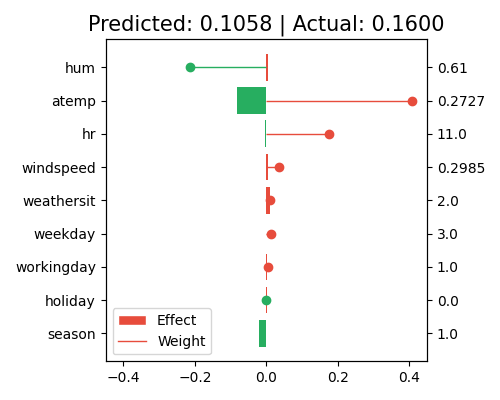 Predicted: 0.1058 | Actual: 0.1600
hum 0.61
atemp 0.2727
hr 11.0
windspeed 0.2985
weathersit 2.0
weekday 3.0
workingday 1.0
holiday 0.0
season 1.0
Effect
Weight
−0.4 −0.2 0.0 0.2 0.4